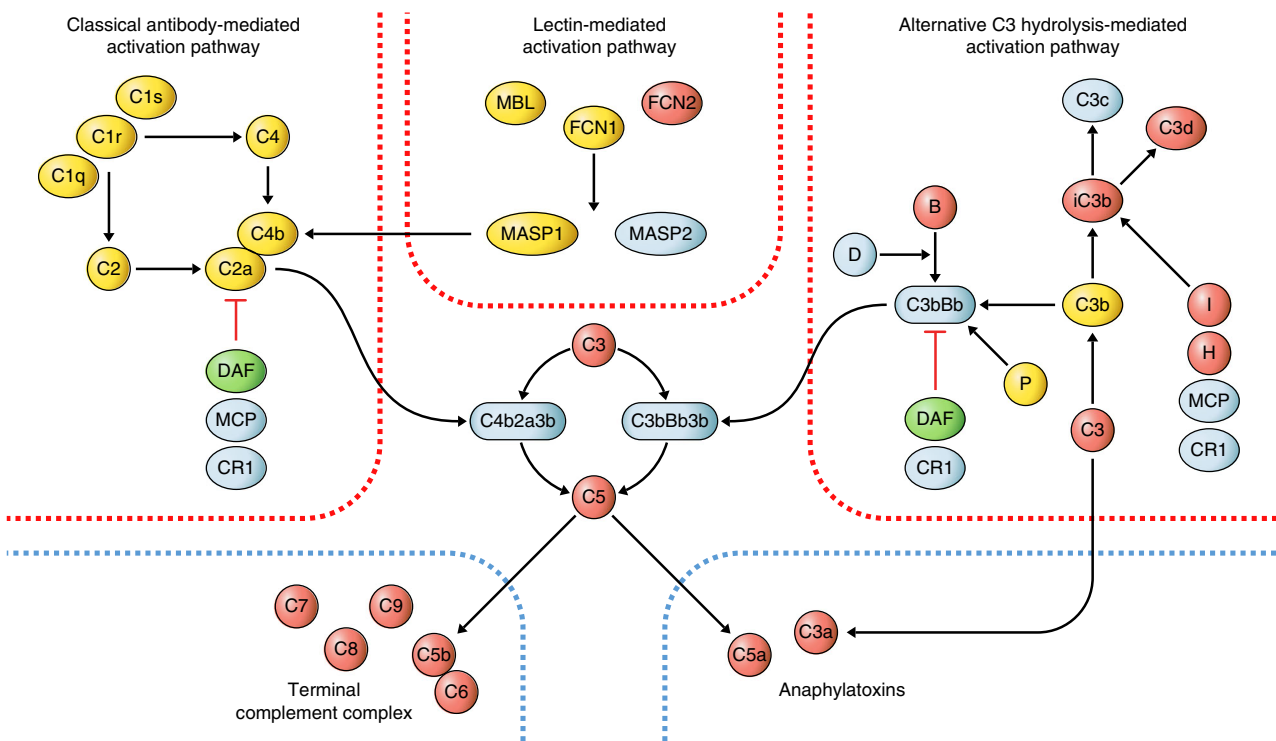 Classical antibody-mediated
activation pathway
Lectin-mediated
activation pathway
Alternative C3 hydrolysis-mediated
activation pathway
C1s
C1r
C1q
C4
C4b
C2
C2a
DAF
MCP
CR1
MBL
FCN1
FCN2
MASP1
MASP2
C3c
C3d
iC3b
B
D
C3bBb
C3b
I
H
MCP
CR1
P
DAF
CR1
C3
C3
C4b2a3b
C3bBb3b
C5
C7
C9
C8
C5b
C6
Terminal
complement complex
C5a
C3a
Anaphylatoxins